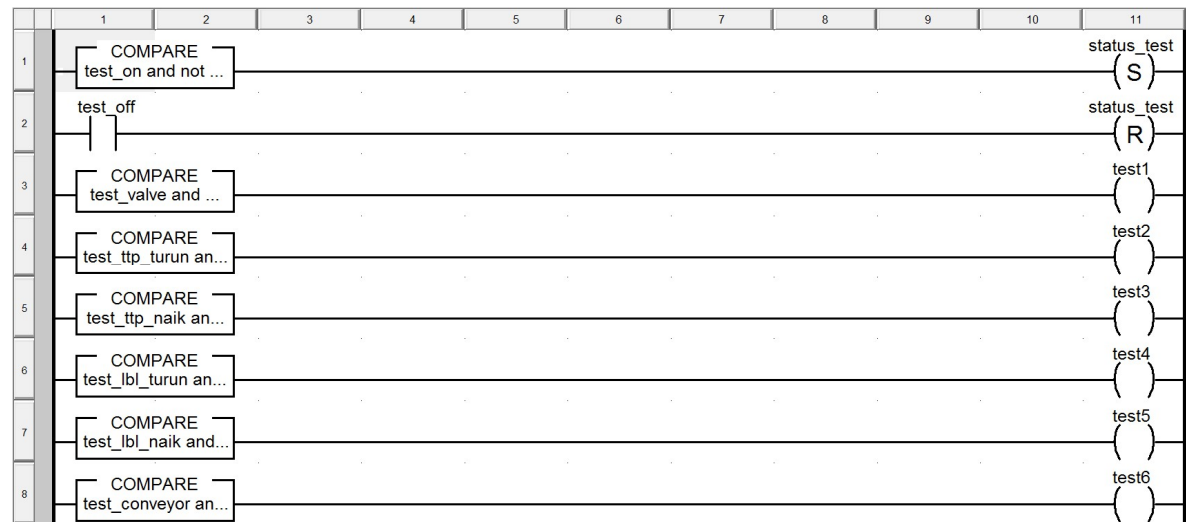 1 2 3 4 5 6 7 8 9 10 11
1
COMPARE
test_on and not ...
status_test
S
2
test_off
status_test
R
3
COMPARE
test_valve and ...
test1
4
COMPARE
test_ttp_turun an...
test2
5
COMPARE
test_ttp_naik an...
test3
6
COMPARE
test_lbl_turun an...
test4
7
COMPARE
test_lbl_naik and...
test5
8
COMPARE
test_conveyor an...
test6